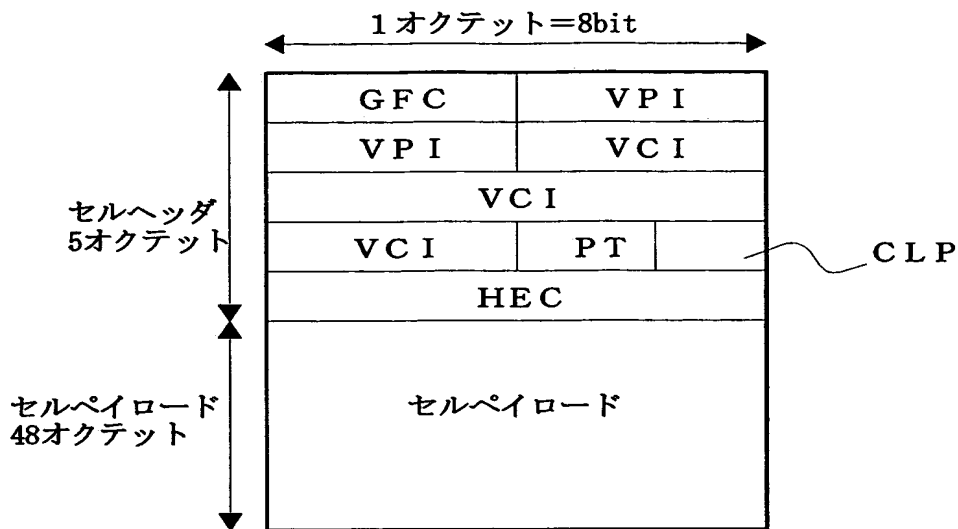 1オクテット＝8bit
GFC VPI
VPI VCI
VCI
セルヘッダ
5オクテット
VCI PT
CLP
HEC
セルペイロード
48オクテット
セルペイロード